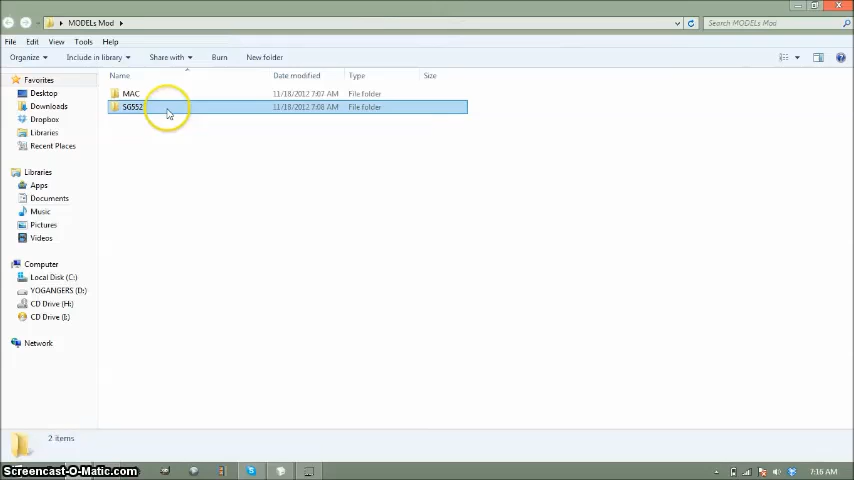 MODELs Mod
Search MODELs Mod
File Edit View Tools Help
Organize Include in library Share with Burn New folder
Name Date modified Type Size
Favorites
Desktop
Downloads
Dropbox
Libraries
Recent Places
Libraries
Apps
Documents
Music
Pictures
Videos
Computer
Local Disk (C:)
YOGANGERS (D:)
CD Drive (H:)
CD Drive (I:)
Network
MAC 11/18/2012 7:07 AM File folder
SG552 11/18/2012 7:08 AM File folder
2 items
Screencast-O-Matic.com
7:16 AM